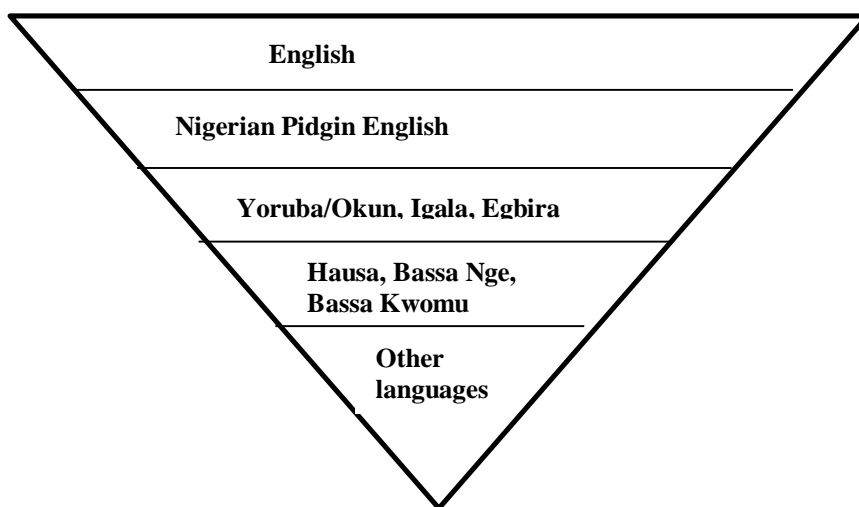 English
Nigerian Pidgin English
Yoruba/Okun, Igala, Egbira
Hausa, Bassa Nge,
Bassa Kwomu
Other
languages